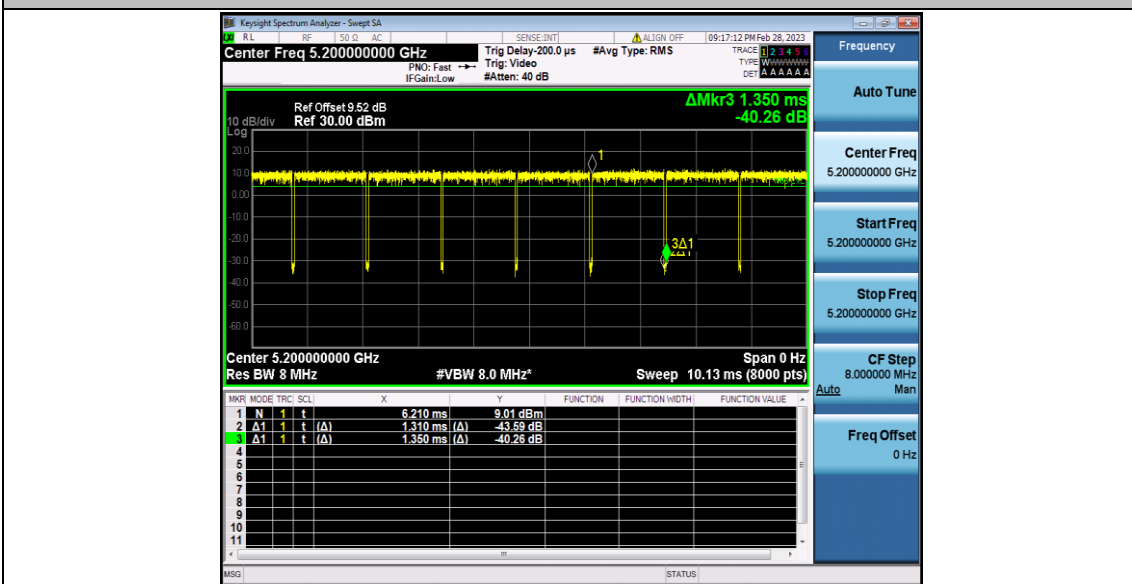 Keysight Spectrum Analyzer - Swept SA
LXI RL RF 50 Ω AC SENSE:INT ALIGN OFF 09:17:12 PM Feb 28, 2023
Center Freq 5.200000000 GHz Trig Delay-200.0 µs #Avg Type: RMS TRACE 1 2 3 4 5 6
PNO: Fast Trig: Video TYPE WWWWWW
IFGain:Low #Atten: 40 dB DET A A A A A A
Frequency
Auto Tune
Center Freq
5.200000000 GHz
Start Freq
5.200000000 GHz
Stop Freq
5.200000000 GHz
CF Step
8.000000 MHz
Auto Man
Freq Offset
0 Hz
ΔMkr3 1.350 ms
Ref Offset 9.52 dB
10 dB/div Ref 30.00 dBm -40.26 dB
Log
20.0
10.0
0.00
-10.0
-20.0
-30.0
-40.0
-50.0
-60.0
1
3Δ1
2Δ1
Center 5.200000000 GHz Span 0 Hz
Res BW 8 MHz #VBW 8.0 MHz* Sweep 10.13 ms (8000 pts)
MKR MODE TRC SCL X Y FUNCTION FUNCTION WIDTH FUNCTION VALUE
1 N 1 t 6.210 ms 9.01 dBm
2 Δ1 1 t (Δ) 1.310 ms (Δ) -43.59 dB
3 Δ1 1 t (Δ) 1.350 ms (Δ) -40.26 dB
4
5
6
7
8
9
10
11
MSG STATUS